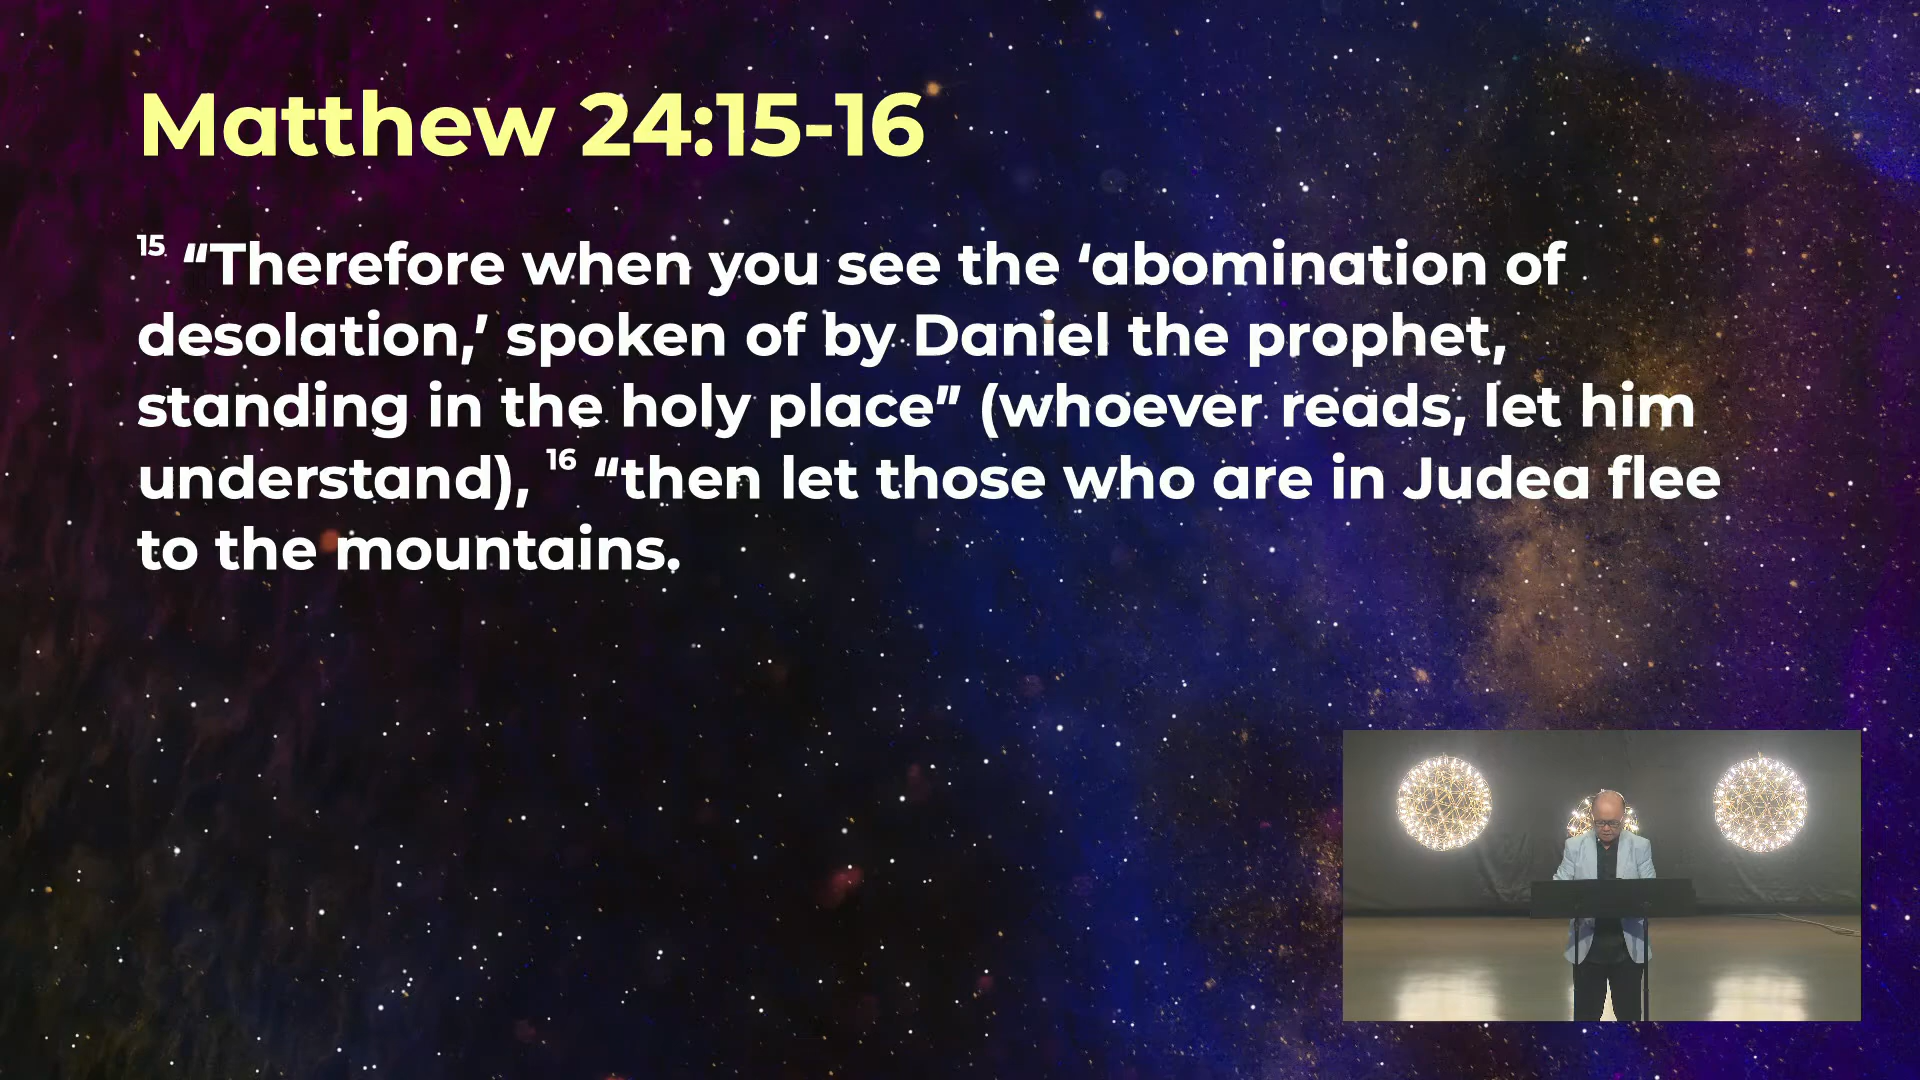 Matthew 24:15-16
15 “Therefore when you see the ‘abomination of
desolation,’ spoken of by Daniel the prophet,
standing in the holy place” (whoever reads, let him
understand), 16 “then let those who are in Judea flee
to the mountains.